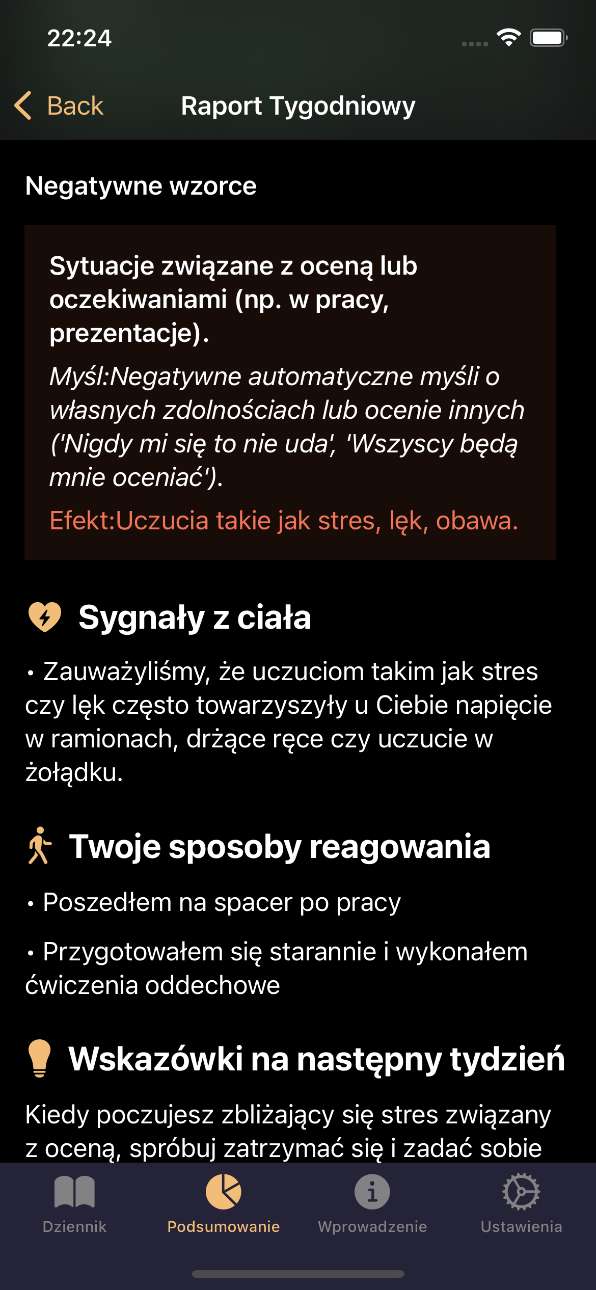 22:24
Back
Raport Tygodniowy
Negatywne wzorce
Sytuacje związane z oceną lub
oczekiwaniami (np. w pracy,
prezentacje).
Myśl:Negatywne automatyczne myśli o
własnych zdolnościach lub ocenie innych
('Nigdy mi się to nie uda', 'Wszyscy będą
mnie oceniać').
Efekt:Uczucia takie jak stres, lęk, obawa.
Sygnały z ciała
• Zauważyliśmy, że uczuciom takim jak stres
czy lęk często towarzyszyły u Ciebie napięcie
w ramionach, drżące ręce czy uczucie w
żołądku.
Twoje sposoby reagowania
• Poszedłem na spacer po pracy
• Przygotowałem się starannie i wykonałem
ćwiczenia oddechowe
Wskazówki na następny tydzień
Kiedy poczujesz zbliżający się stres związany
z oceną, spróbuj zatrzymać się i zadać sobie
Dziennik
Podsumowanie
Wprowadzenie
Ustawienia